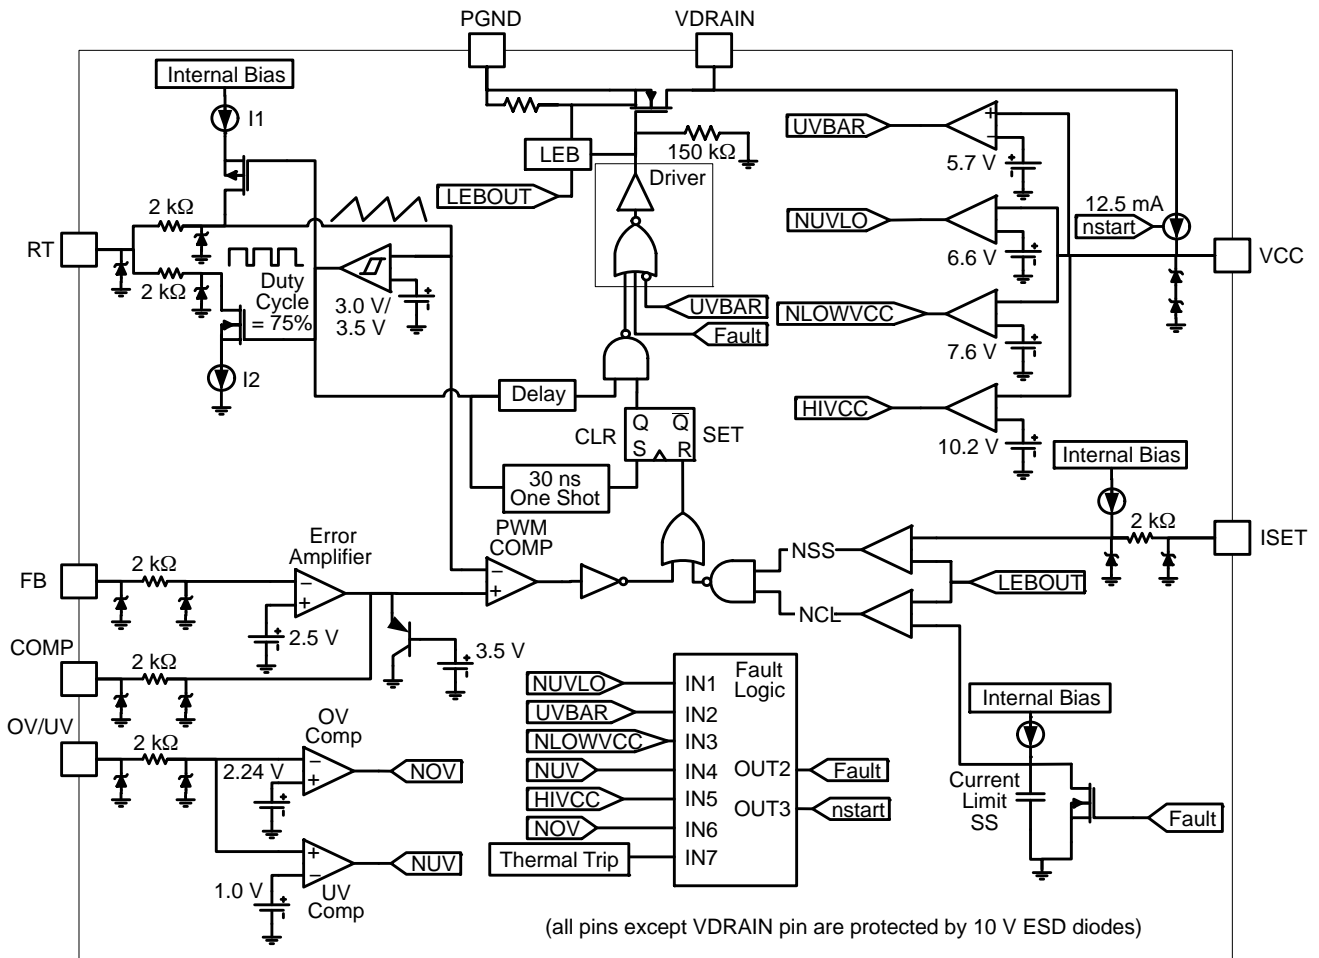 PGND
VDRAIN
Internal Bias
I1
LEB
150 kΩ
LEBOUT
Driver
UVBAR
5.7 V
2 kΩ
RT
2 kΩ
Duty
Cycle
= 75%
3.0 V/
3.5 V
NUVLO
6.6 V
12.5 mA
nstart
VCC
UVBAR
Fault
NLOWVCC
7.6 V
I2
Delay
HIVCC
10.2 V
CLR
Q
Q
S
R
SET
30 ns
One Shot
Internal Bias
2 kΩ
ISET
Error
Amplifier
PWM
COMP
NSS
LEBOUT
NCL
FB
2 kΩ
−
+
2.5 V
−
+
3.5 V
COMP
2 kΩ
OV/UV
2 kΩ
OV
Comp
2.24 V
−
+
NOV
1.0 V
+
−
UV
Comp
NUV
Fault
Logic
NUVLO
IN1
UVBAR
IN2
NLOWVCC
IN3
NUV
IN4
HIVCC
IN5
NOV
IN6
Thermal Trip
IN7
OUT2
Fault
OUT3
nstart
Internal Bias
Current
Limit
SS
Fault
(all pins except VDRAIN pin are protected by 10 V ESD diodes)